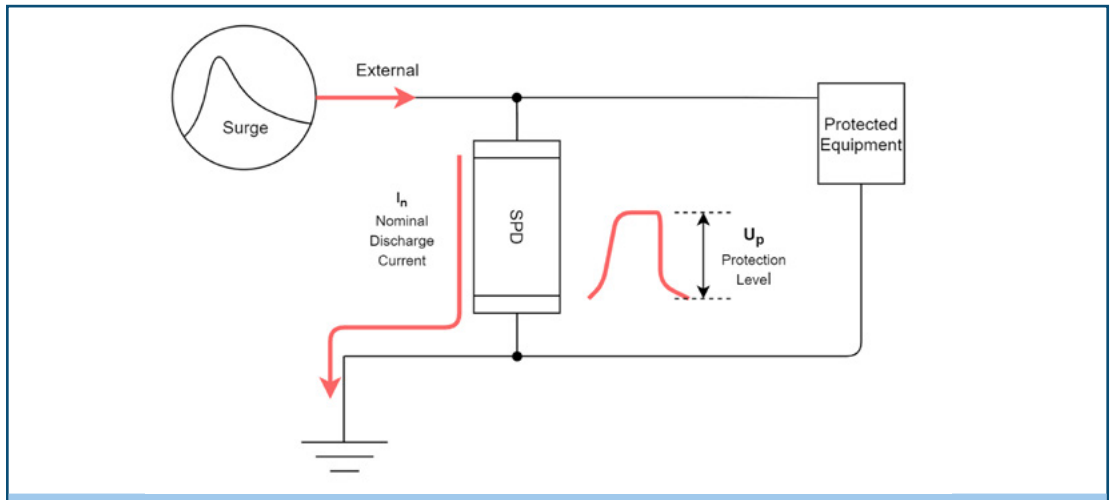 External
Surge
Protected
Equipment
In
Nominal
Discharge
Current
SPD
Up
Protection
Level